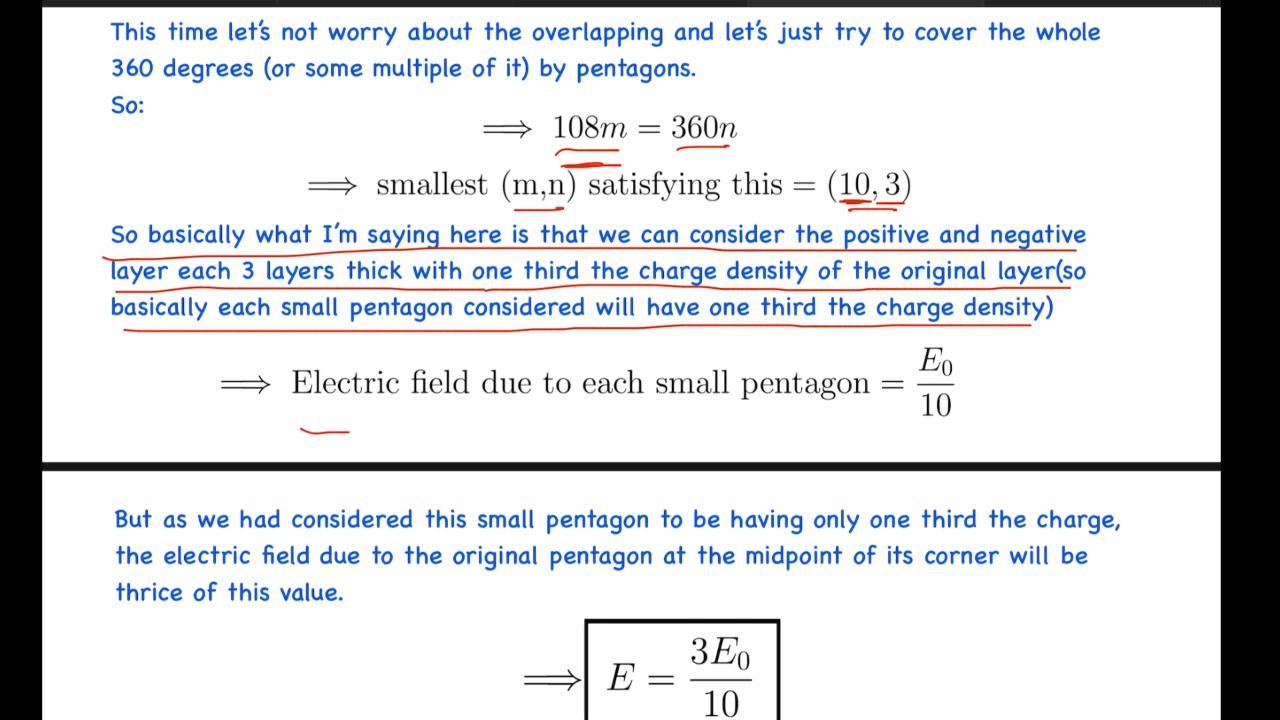 This time let's not worry about the overlapping and let's just try to cover the whole
360 degrees (or some multiple of it) by pentagons.
So:
⟹ 108m = 360n
⟹ smallest (m,n) satisfying this = (10, 3)
So basically what I'm saying here is that we can consider the positive and negative
layer each 3 layers thick with one third the charge density of the original layer(so
basically each small pentagon considered will have one third the charge density)
⟹ Electric field due to each small pentagon = E₀/10
But as we had considered this small pentagon to be having only one third the charge,
the electric field due to the original pentagon at the midpoint of its corner will be
thrice of this value.
⟹ E = 3E₀/10